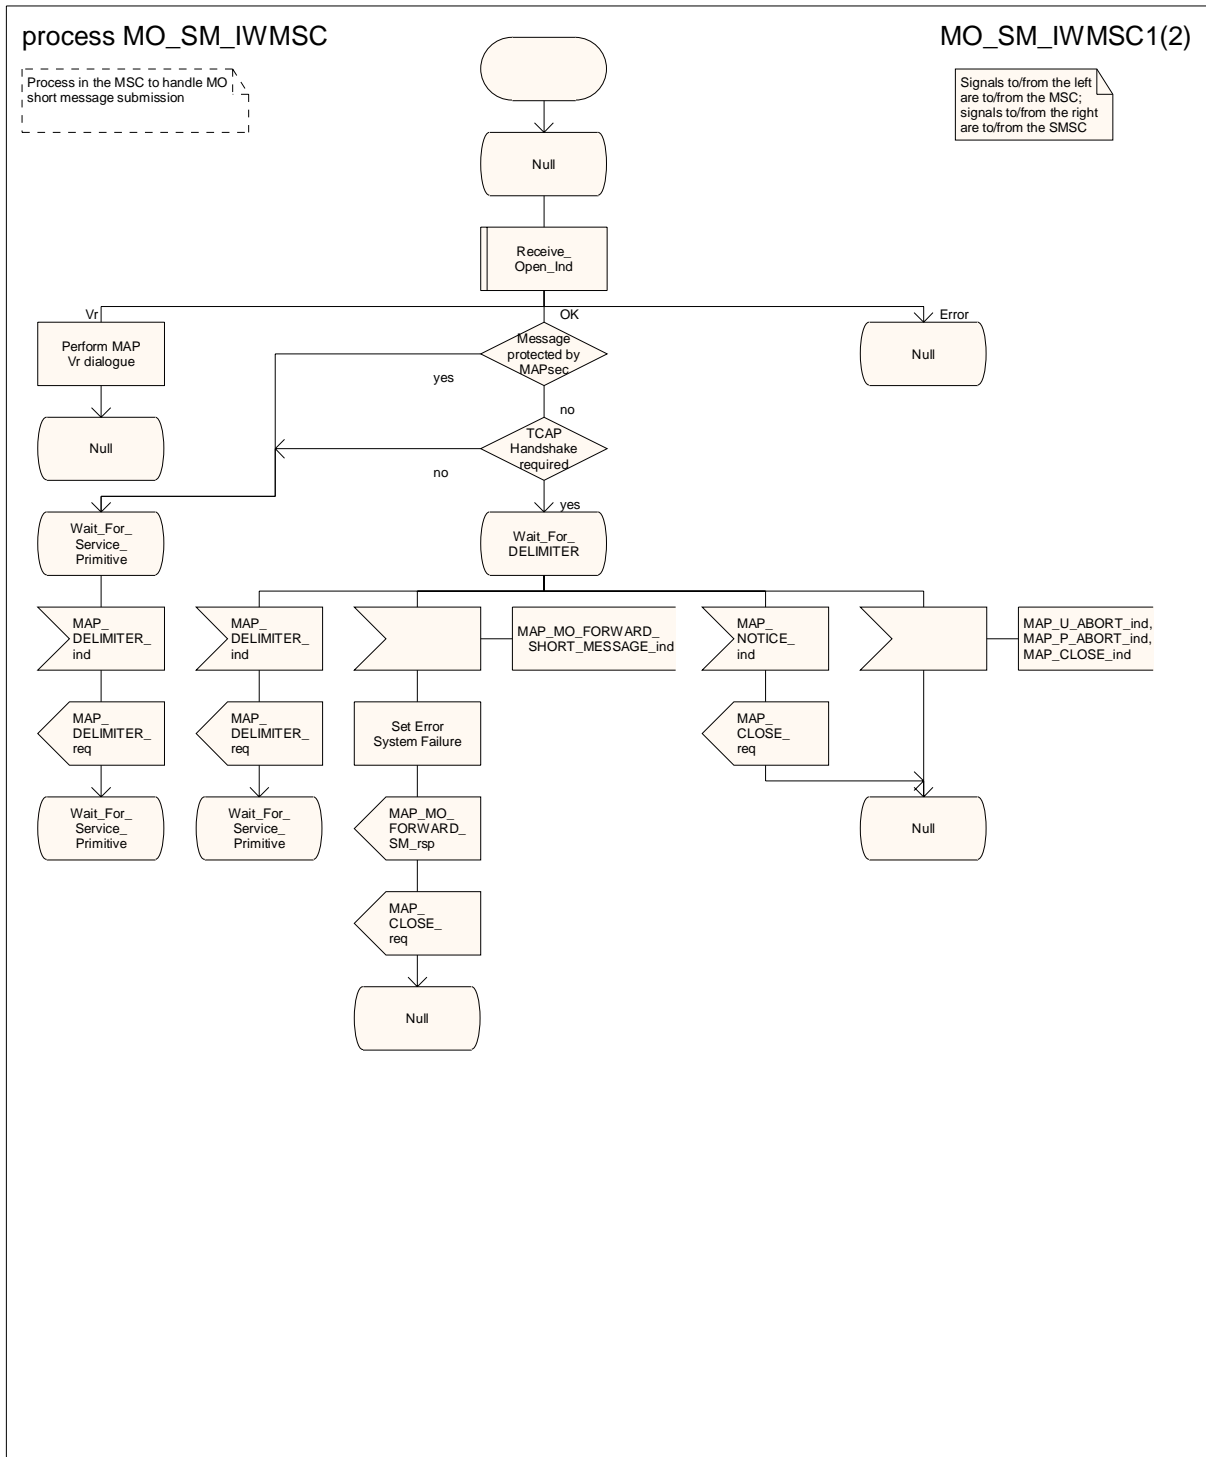 process MO_SM_IWMSC
MO_SM_IWMSC1(2)
Process in the MSC to handle MO
short message submission
Signals to/from the left
are to/from the MSC;
signals to/from the right
are to/from the SMSC
Null
Receive_
Open_Ind
Vr
OK
Error
Perform MAP
Vr dialogue
Message
protected by
MAPsec
Null
yes
no
Null
TCAP
Handshake
required
no
yes
Wait_For_
Service_
Primitive
Wait_For_
DELIMITER
MAP_
DELIMITER_
ind
MAP_
DELIMITER_
ind
MAP_MO_FORWARD_
SHORT_MESSAGE_ind
MAP_
NOTICE_
ind
MAP_U_ABORT_ind,
MAP_P_ABORT_ind,
MAP_CLOSE_ind
MAP_
DELIMITER_
req
MAP_
DELIMITER_
req
Set Error
System Failure
MAP_
CLOSE_
req
Wait_For_
Service_
Primitive
Wait_For_
Service_
Primitive
MAP_MO_
FORWARD_
SM_rsp
Null
MAP_
CLOSE_
req
Null